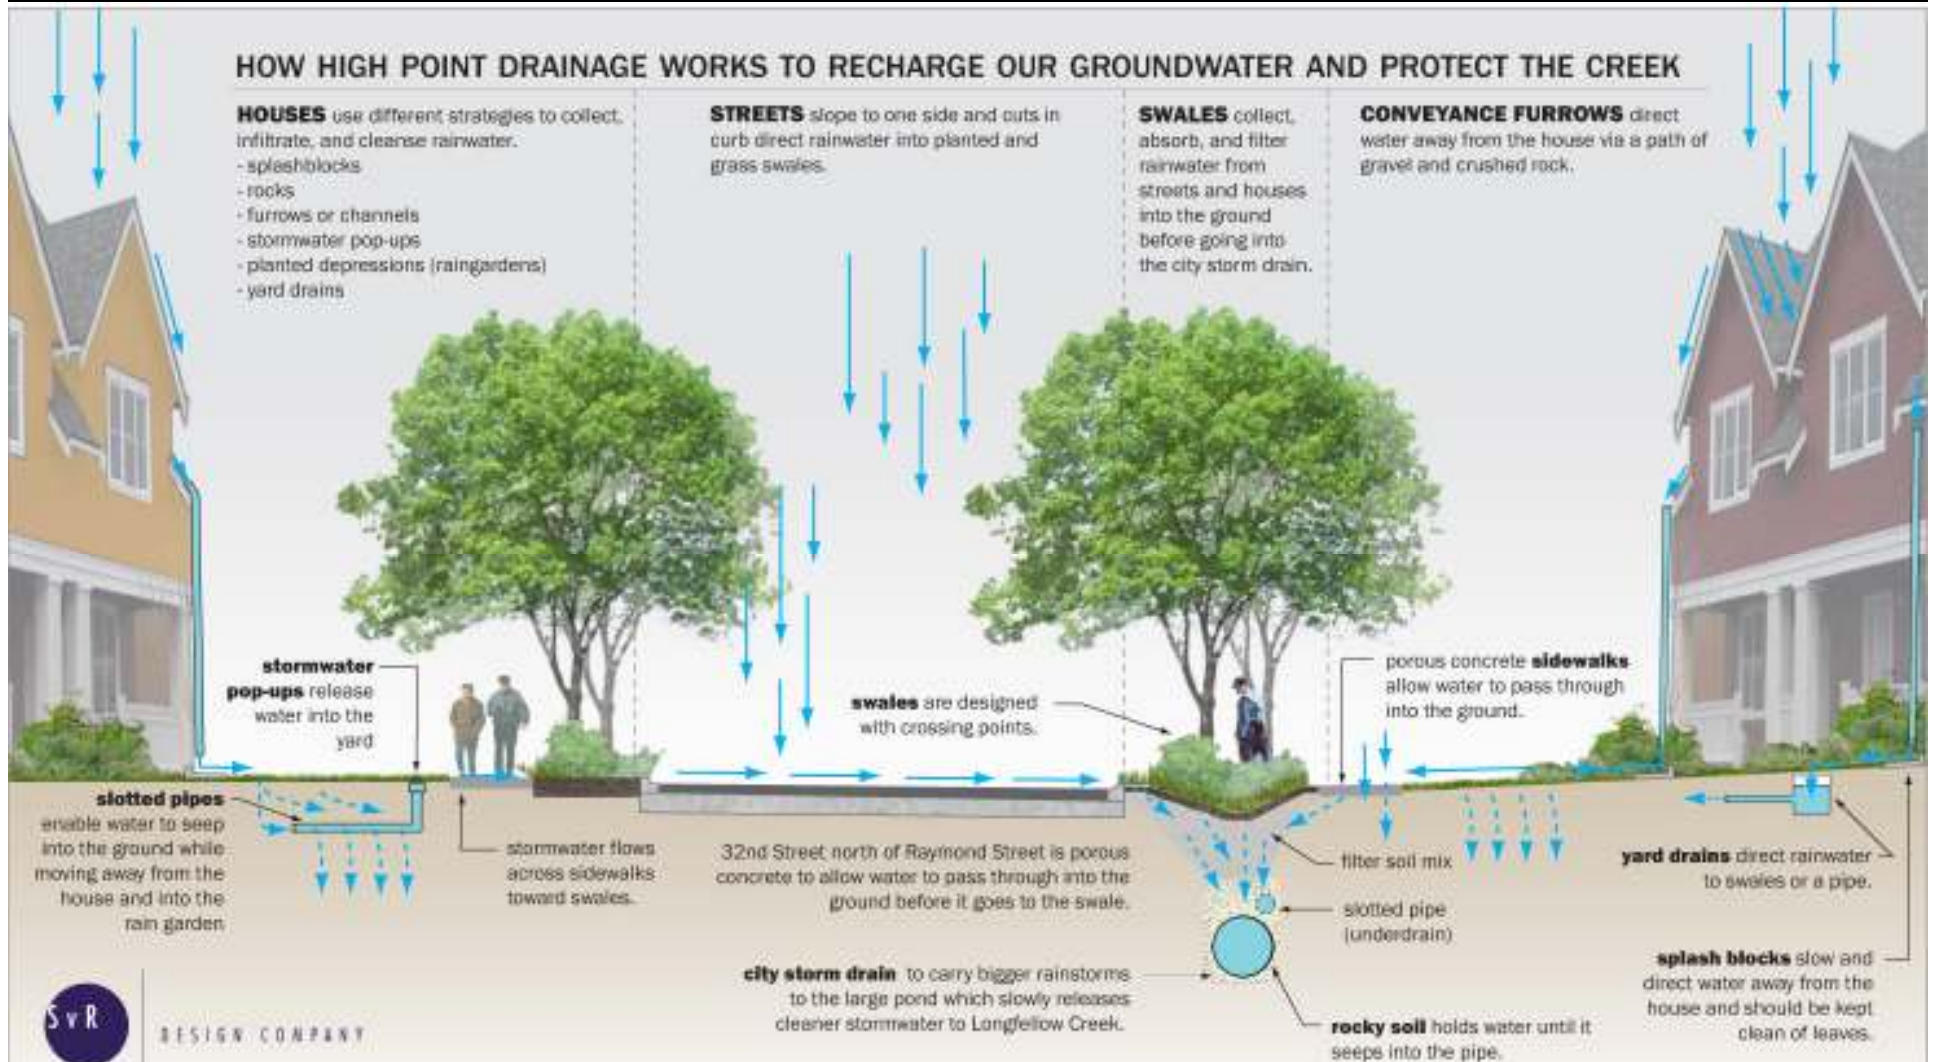 HOW HIGH POINT DRAINAGE WORKS TO RECHARGE OUR GROUNDWATER AND PROTECT THE CREEK
HOUSES use different strategies to collect,
infiltrate, and cleanse rainwater.
- splashblocks
- rocks
- furrows or channels
- stormwater pop-ups
- planted depressions (raingardens)
- yard drains
STREETS slope to one side and cuts in
curb direct rainwater into planted and
grass swales.
SWALES collect,
absorb, and filter
rainwater from
streets and houses
into the ground
before going into
the city storm drain.
CONVEYANCE FURROWS direct
water away from the house via a path of
gravel and crushed rock.
stormwater
pop-ups release
water into the
yard
swales are designed
with crossing points.
porous concrete sidewalks
allow water to pass through
into the ground.
slotted pipes
enable water to seep
into the ground while
moving away from the
house and into the
rain garden
stormwater flows
across sidewalks
toward swales.
32nd Street north of Raymond Street is porous
concrete to allow water to pass through into the
ground before it goes to the swale.
filter soil mix
slotted pipe
(underdrain)
yard drains direct rainwater
to swales or a pipe.
city storm drain to carry bigger rainstorms
to the large pond which slowly releases
cleaner stormwater to Longfellow Creek.
rocky soil holds water until it
seeps into the pipe.
splash blocks slow and
direct water away from the
house and should be kept
clean of leaves.
SvR
DESIGN COMPANY